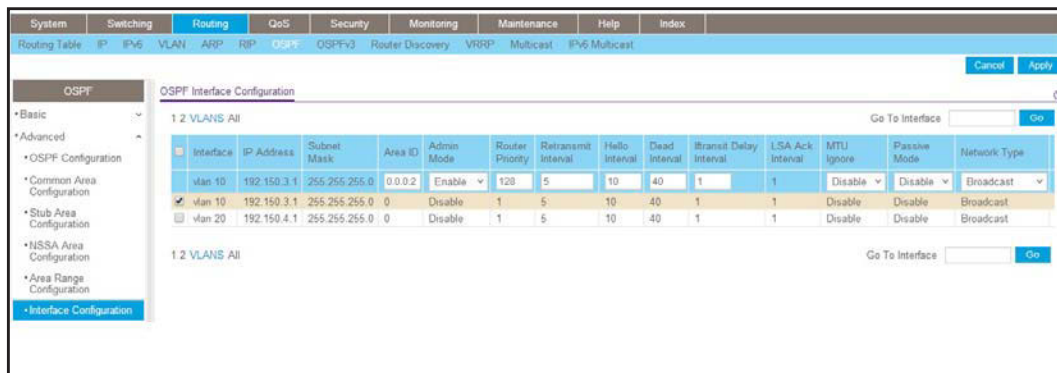 System Switching Routing QoS Security Monitoring Maintenance Help Index
Routing Table IP IPv6 VLAN ARP RIP OSPF OSPFv3 Router Discovery VRRP Multicast IPv6 Multicast
Cancel Apply
OSPF
OSPF Interface Configuration
•Basic
•Advanced
•OSPF Configuration
•Common Area
Configuration
•Stub Area
Configuration
•NSSA Area
Configuration
•Area Range
Configuration
•Interface Configuration
1 2 VLANS All Go To Interface Go
Interface IP Address Subnet Mask Area ID Admin Mode Router Priority Retransmit Interval Hello Interval Dead Interval Iftransit Delay Interval LSA Ack Interval MTU Ignore Passive Mode Network Type
vlan 10 192.150.3.1 255.255.255.0 0.0.0.2 Enable 128 5 10 40 1 1 Disable Disable Broadcast
vlan 10 192.150.3.1 255.255.255.0 0 Disable 1 5 10 40 1 1 Disable Disable Broadcast
vlan 20 192.150.4.1 255.255.255.0 0 Disable 1 5 10 40 1 1 Disable Disable Broadcast
1 2 VLANS All Go To Interface Go